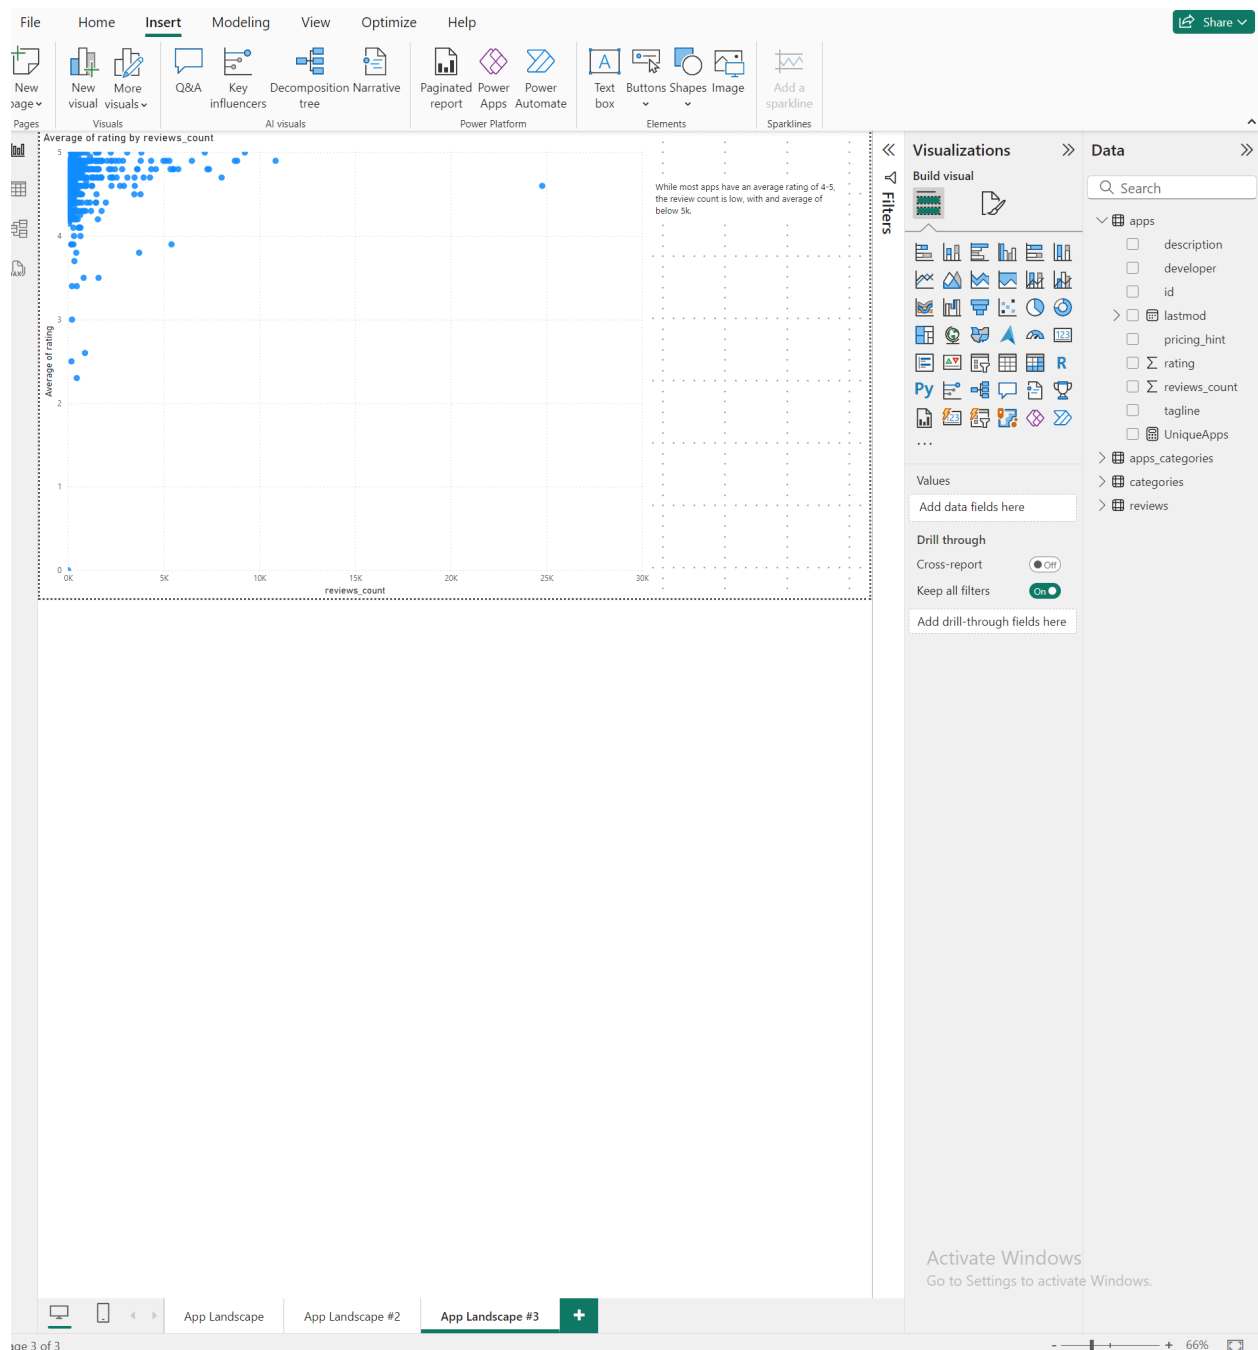 File Home Insert Modeling View Optimize Help Share
New page
New visual
More visuals
Q&A
Key influencers
Decomposition tree
Narrative
Paginated report
Power Apps
Power Automate
Text box
Buttons
Shapes
Image
Add a sparkline
Pages Visuals AI visuals Power Platform Elements Sparklines
Average of rating by reviews_count
5
4
3
2
1
0
Average of rating
0K 5K 10K 15K 20K 25K 30K
reviews_count
While most apps have an average rating of 4-5,
the review count is low, with and average of
below 5k.
Filters
Visualizations
Build visual
123
R
Py
123
...
Values
Add data fields here
Drill through
Cross-report Off
Keep all filters On
Add drill-through fields here
Data
Search
apps
description
developer
id
lastmod
pricing_hint
rating
reviews_count
tagline
UniqueApps
apps_categories
categories
reviews
Activate Windows
Go to Settings to activate Windows.
App Landscape App Landscape #2 App Landscape #3 +
age 3 of 3
- + 66%